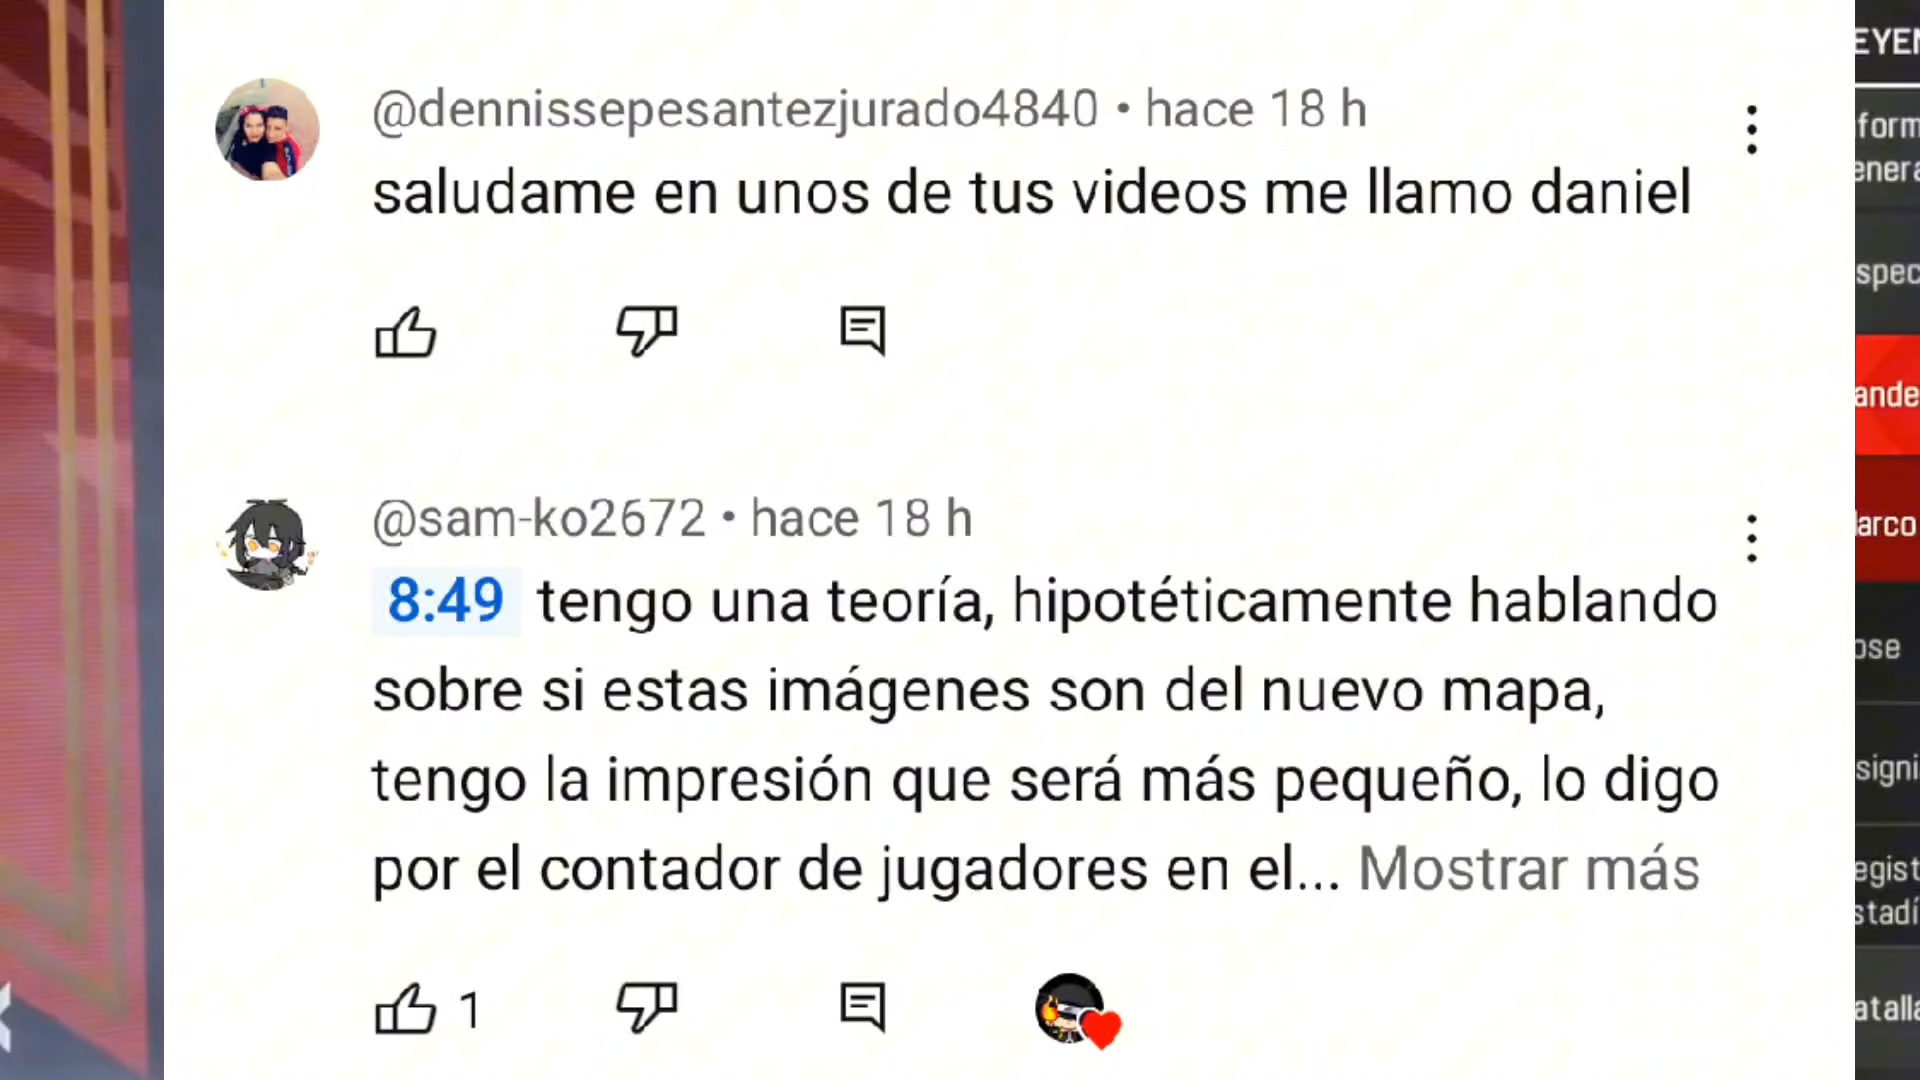 @dennissepesantezjurado4840 • hace 18 h
saludame en unos de tus videos me llamo daniel
@sam-ko2672 • hace 18 h
8:49 tengo una teoría, hipotéticamente hablando
sobre si estas imágenes son del nuevo mapa,
tengo la impresión que será más pequeño, lo digo
por el contador de jugadores en el... Mostrar más
1